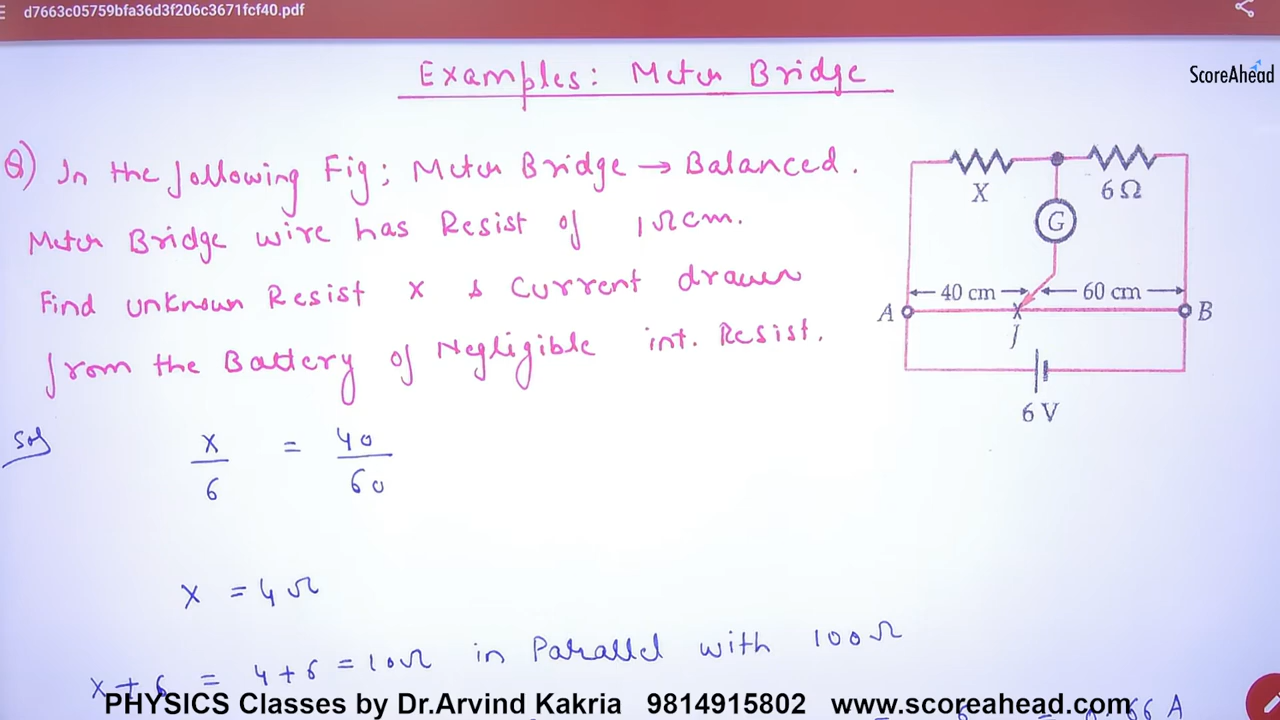 d7663c05759bfa36d3f206c3671fcf40.pdf
Examples: Meter Bridge
ScoreAhead
Q) In the following Fig; Meter Bridge → Balanced.
Meter Bridge wire has Resist of 1Ωcm.
Find unknown Resist x & Current drawn
from the Battery of Negligible int. Resist.
X
6 Ω
G
40 cm
60 cm
A
B
J
6 V
Sol
x/6 = 40/60
x = 4Ω
x + 6 = 4+6 = 10Ω in Parallel with 100Ω
PHYSICS Classes by Dr.Arvind Kakria 9814915802 www.scoreahead.com